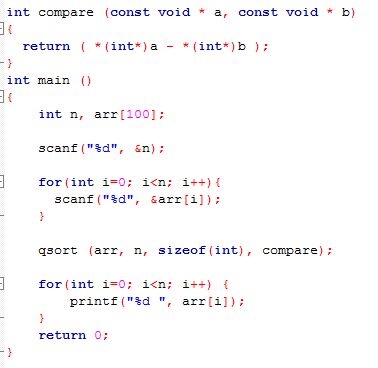 int compare (const void * a, const void * b)
{
return ( *(int*)a - *(int*)b );
}
int main ()
{
int n, arr[100];
scanf("%d", &n);
for(int i=0; i<n; i++){
scanf("%d", &arr[i]);
}
qsort (arr, n, sizeof(int), compare);
for(int i=0; i<n; i++) {
printf("%d ", arr[i]);
}
return 0;
}